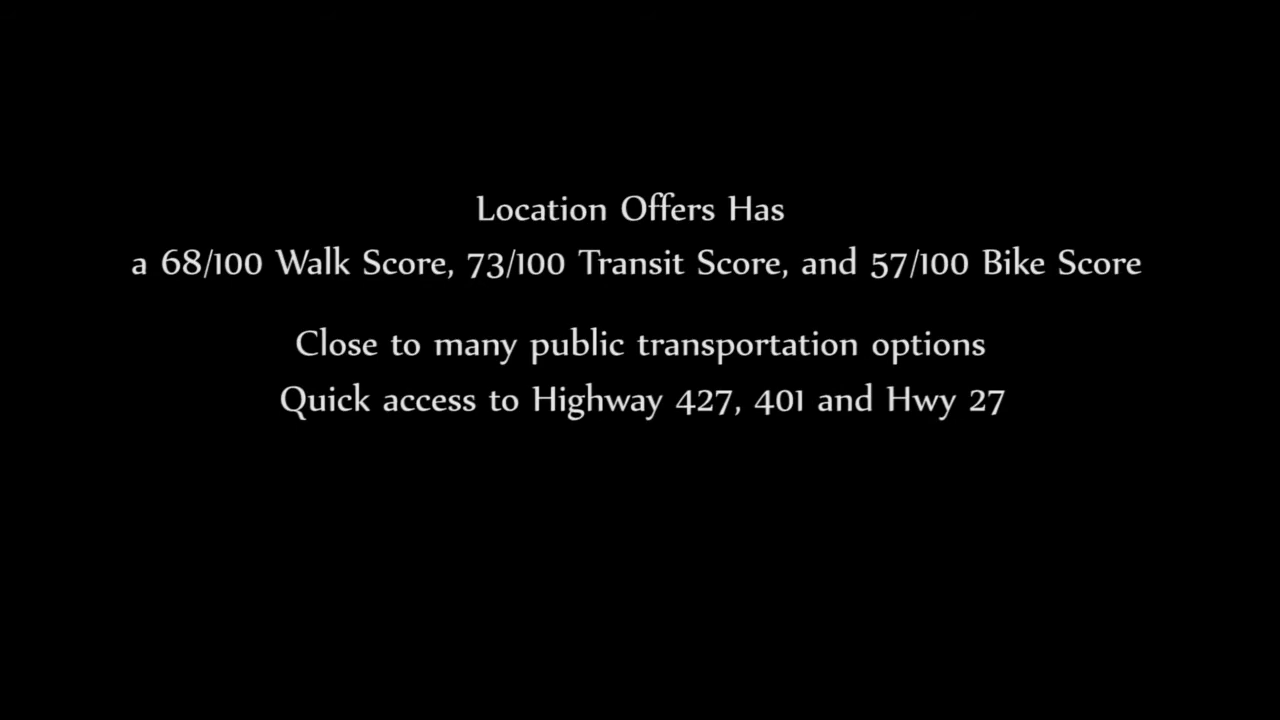 Location Offers Has
a 68/100 Walk Score, 73/100 Transit Score, and 57/100 Bike Score
Close to many public transportation options
Quick access to Highway 427, 401 and Hwy 27